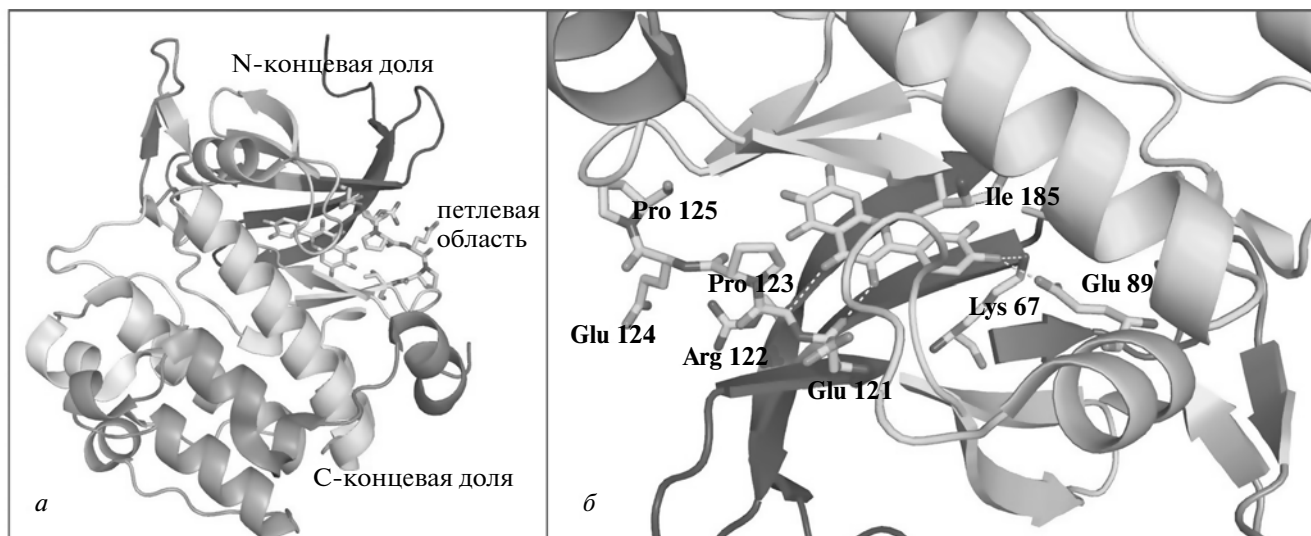 N-концевая доля
петлевая
область
C-концевая доля
а
Pro 125
Ile 185
Pro 123
Glu 89
Lys 67
Glu 124
Arg 122
Glu 121
б